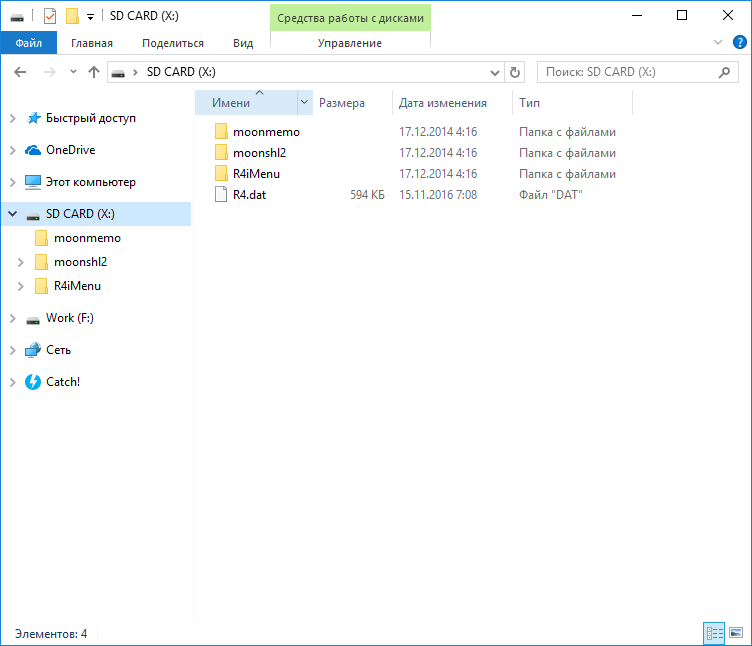 SD CARD (X:)
Средства работы с дисками
Файл
Главная
Поделиться
Вид
Управление
SD CARD (X:)
Поиск: SD CARD (X:)
Имени
Размера
Дата изменения
Тип
Быстрый доступ
OneDrive
Этот компьютер
SD CARD (X:)
moonmemo
moonshl2
R4iMenu
Work (F:)
Сеть
Catch!
moonmemo 17.12.2014 4:16 Папка с файлами
moonshl2 17.12.2014 4:16 Папка с файлами
R4iMenu 17.12.2014 4:16 Папка с файлами
R4.dat 594 КБ 15.11.2016 7:08 Файл "DAT"
Элементов: 4